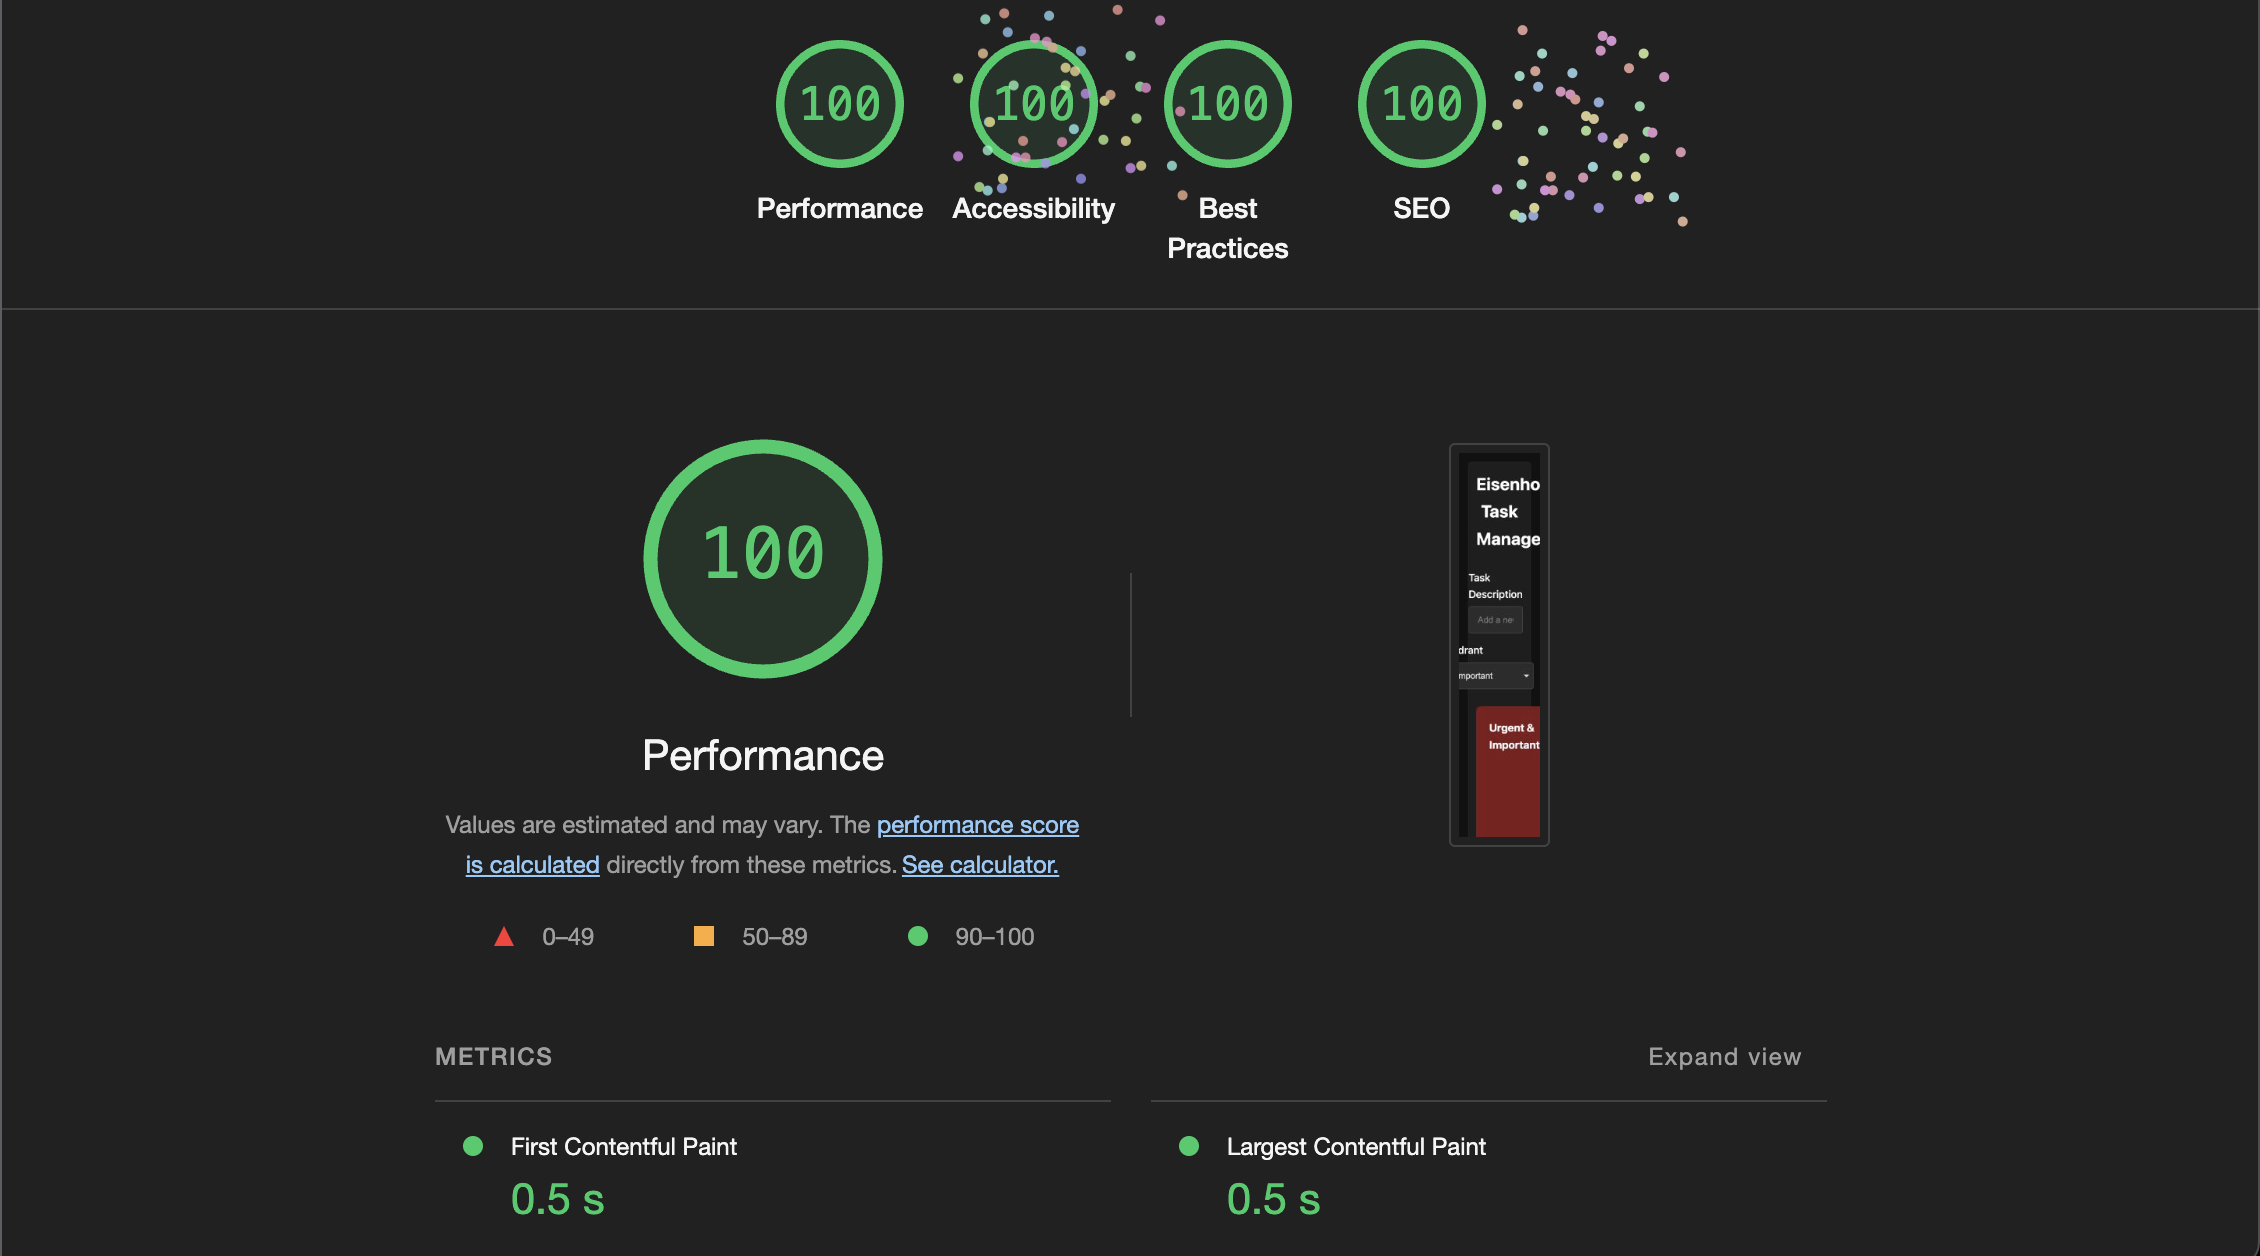 100
100
100
100
Performance
Accessibility
Best
Practices
SEO
100
Performance
Values are estimated and may vary. The performance score
is calculated directly from these metrics. See calculator.
0–49
50–89
90–100
Eisenho
Task
Manage
Task
Description
Add a ne
drant
mportant
Urgent &
Important
METRICS
Expand view
First Contentful Paint
0.5 s
Largest Contentful Paint
0.5 s